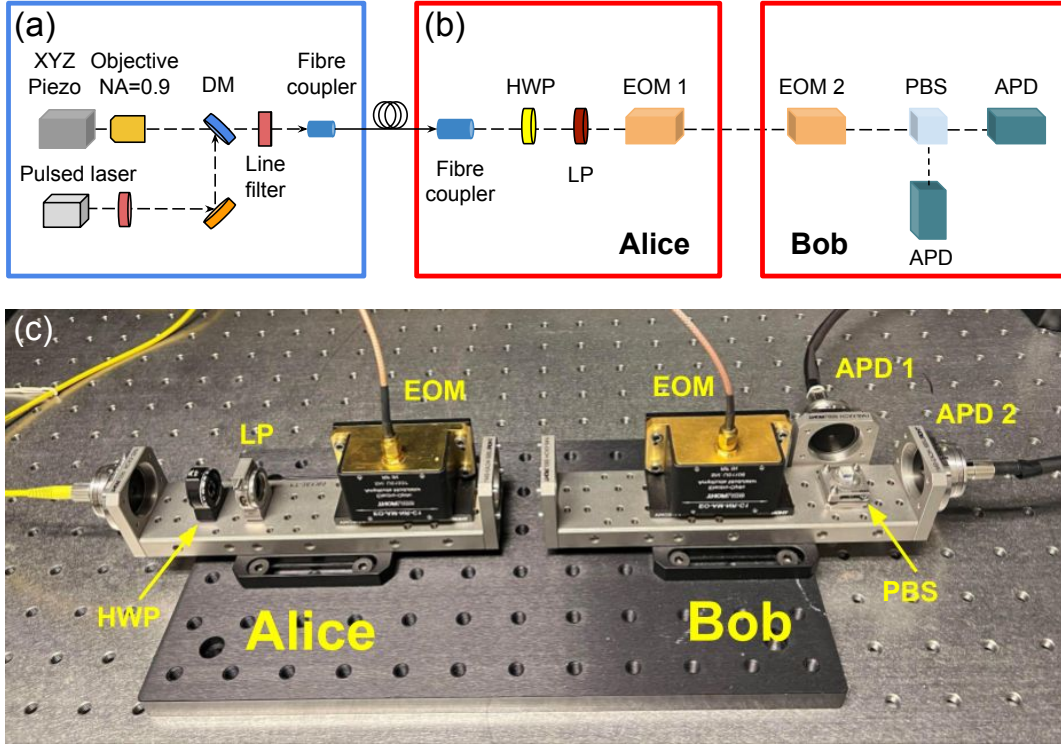 (a)
XYZ
Piezo
Objective
NA=0.9
DM
Fibre
coupler
Pulsed laser
Line
filter
(b)
HWP
EOM 1
Fibre
coupler
LP
Alice
EOM 2
PBS
APD
APD
Bob
(c)
EOM
EOM
APD 1
APD 2
LP
HWP
PBS
Alice
Bob